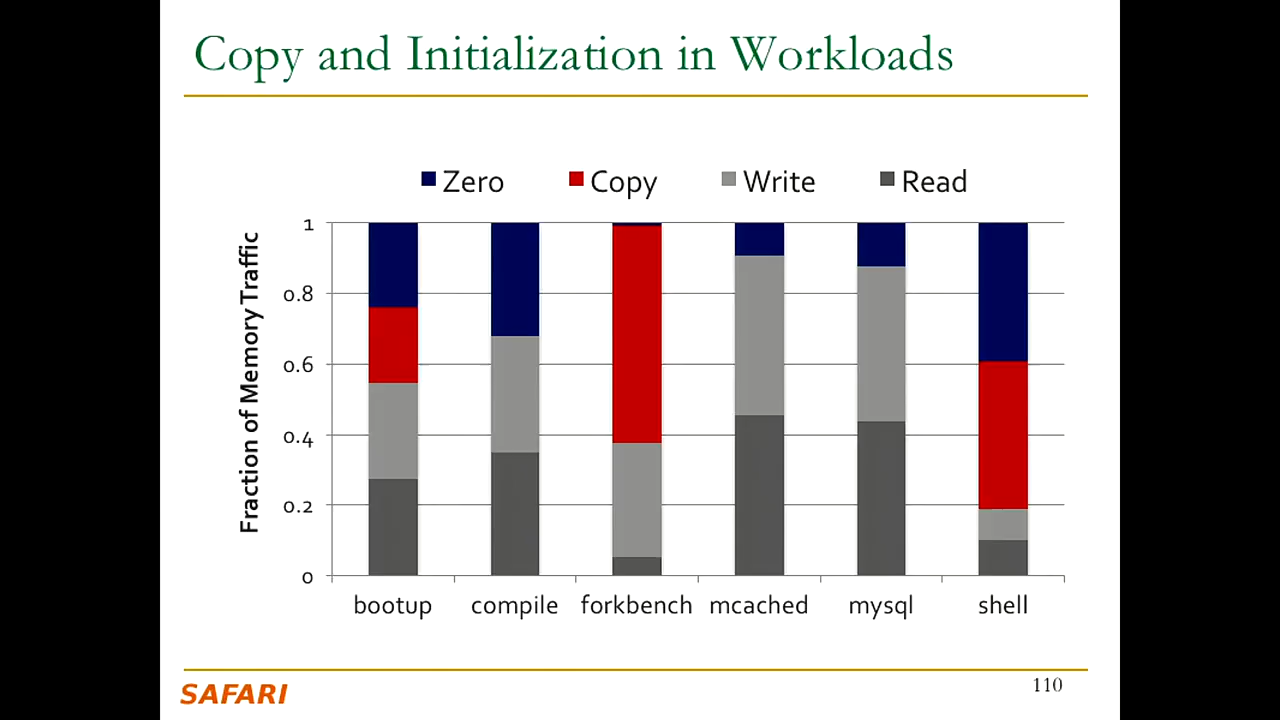 Copy and Initialization in Workloads
Zero Copy Write Read
Fraction of Memory Traffic
1
0.8
0.6
0.4
0.2
0
bootup compile forkbench mcached mysql shell
SAFARI
110